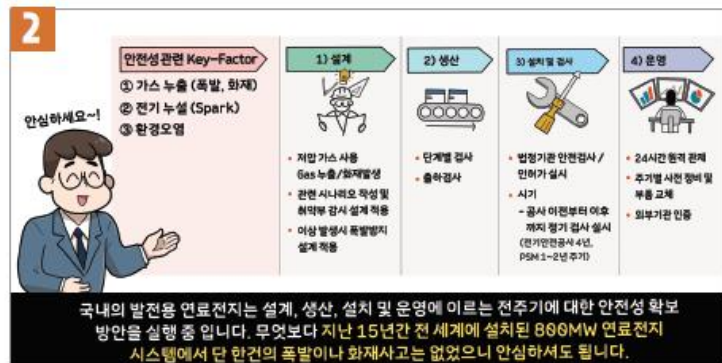 2
안심하세요~!
안전성관련 Key-Factor
① 가스 누출 (폭발, 화재)
② 전기 누설 (Spark)
③ 환경오염
1) 설계
• 저압 가스 사용
Gas 누출/화재발생
• 관련 시나리오 작성 및
취약부 감시 설계 적용
• 이상 발생시 폭발방지
설계 적용
2) 생산
• 단계별 검사
• 출하검사
3) 설치 및 검사
• 법정기관 안전검사 /
인허가 실시
• 시기
- 공사 이전부터 이후
까지 정기 검사 실시
(전기안전공사 4년,
PSM 1~2년 주기)
4) 운영
• 24시간 원격 관제
• 주기별 사전 정비 및
부품 교체
• 외부기관 인증
국내의 발전용 연료전지는 설계, 생산, 설치 및 운영에 이르는 전주기에 대한 안전성 확보
방안을 실행 중 입니다. 무엇보다 지난 15년간 전 세계에 설치된 800MW 연료전지
시스템에서 단 한건의 폭발이나 화재사고는 없었으니 안심하셔도 됩니다.